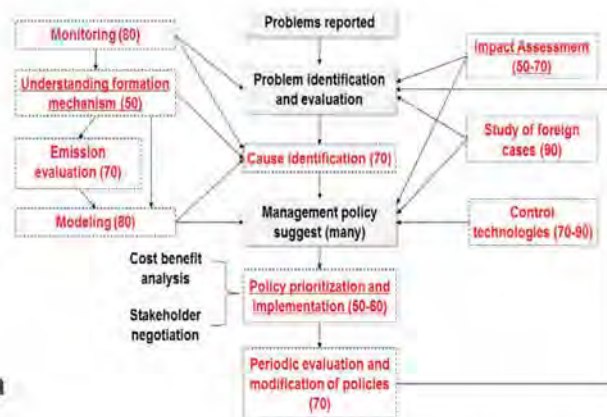 Problems reported
Monitoring (80)
Problem identification
and evaluation
Impact Assessment
(50-70)
Understanding formation
mechanism (50)
Study of foreign
cases (90)
Emission
evaluation (70)
Cause identification (70)
Modeling (80)
Management policy
suggest (many)
Control
technologies (70-90)
Cost benefit
analysis
Policy prioritization and
implementation (50-60)
Stakeholder
negotiation
Periodic evaluation and
modification of policies
(70)